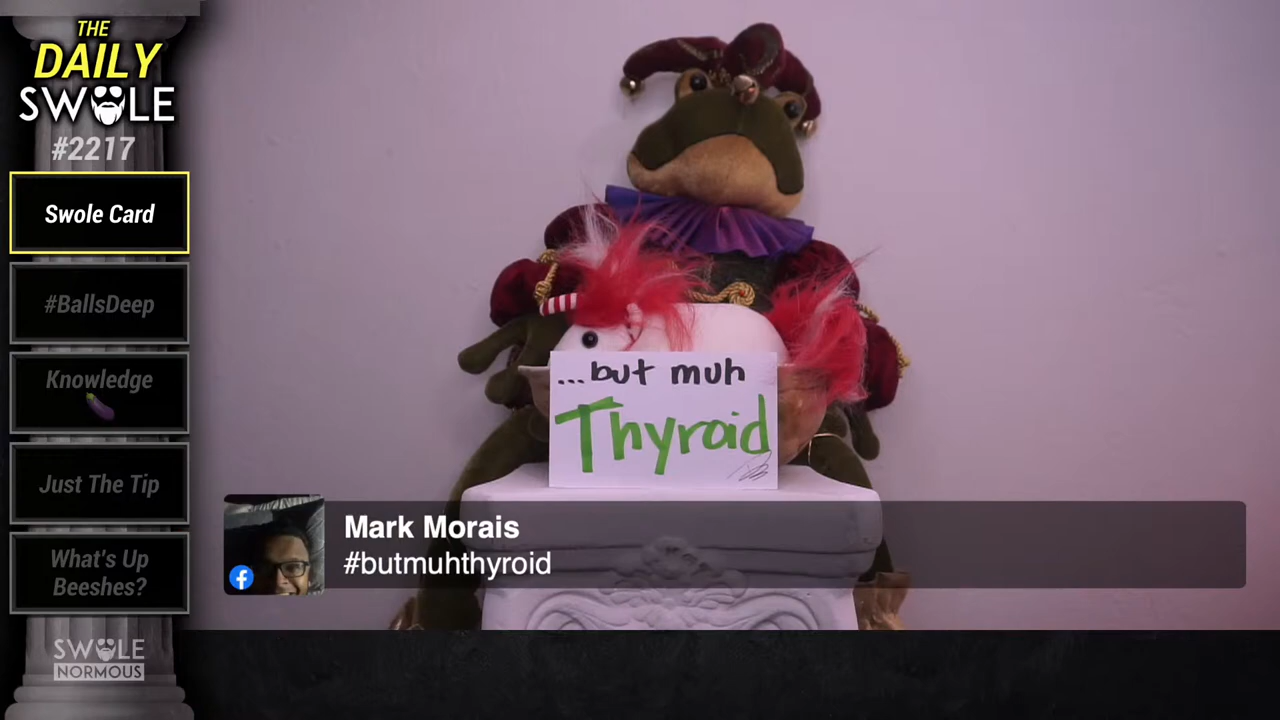 THE
DAILY
SWOLE
#2217
Swole Card
#BallsDeep
Knowledge
🍆
Just The Tip
What's Up
Beeshes?
SWOLE
NORMOUS
...but muh
Thyroid
Mark Morais
#butmuhthyroid